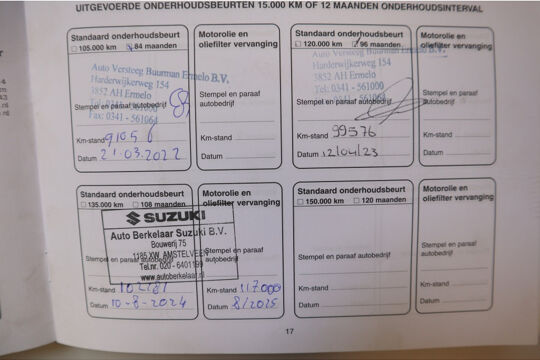 UITGEVOERDE ONDERHOUDSBEURTEN 15.000 KM OF 12 MAANDEN ONDERHOUDSINTERVAL
Standaard onderhoudsbeurt
105.000 km 84 maanden
Auto Versteeg Buurman Ermelo B.V.
Harderwijkerweg 154
3852 AH Ermelo
Stempel en paraaf autobedrijf
Fax: 0341 - 561064
Km-stand 91056
Datum 21-03-2022
Motorolie en
oliefilter vervanging
Stempel en paraaf
autobedrijf
Km-stand
Datum
Standaard onderhoudsbeurt
120.000 km 96 maanden
Auto Versteeg Buurman Ermelo B.V.
Harderwijkerweg 154
3852 AH Ermelo
Tel. 0341 - 561000
Stempel en paraaf autobedrijf
Km-stand 99576
Datum 12/04/23
Motorolie en
oliefilter vervanging
Stempel en paraaf
autobedrijf
Km-stand
Datum
Standaard onderhoudsbeurt
135.000 km 108 maanden
SUZUKI
Auto Berkelaar Suzuki B.V.
Bouwerij 75
1185 XW AMSTELVEEN
Stempel en paraaf autobedrijf
Tel.nr. 020 - 6401199
www.autoberkelaar.nl
Km-stand 102781
Datum 10-8-2024
Motorolie en
oliefilter vervanging
Stempel en paraaf
autobedrijf
Km-stand 117000
Datum 8/2025
Standaard onderhoudsbeurt
150.000 km 120 maanden
Stempel en paraaf autobedrijf
Km-stand
Datum
Motorolie en
oliefilter vervanging
Stempel en paraaf
autobedrijf
Km-stand
Datum
17